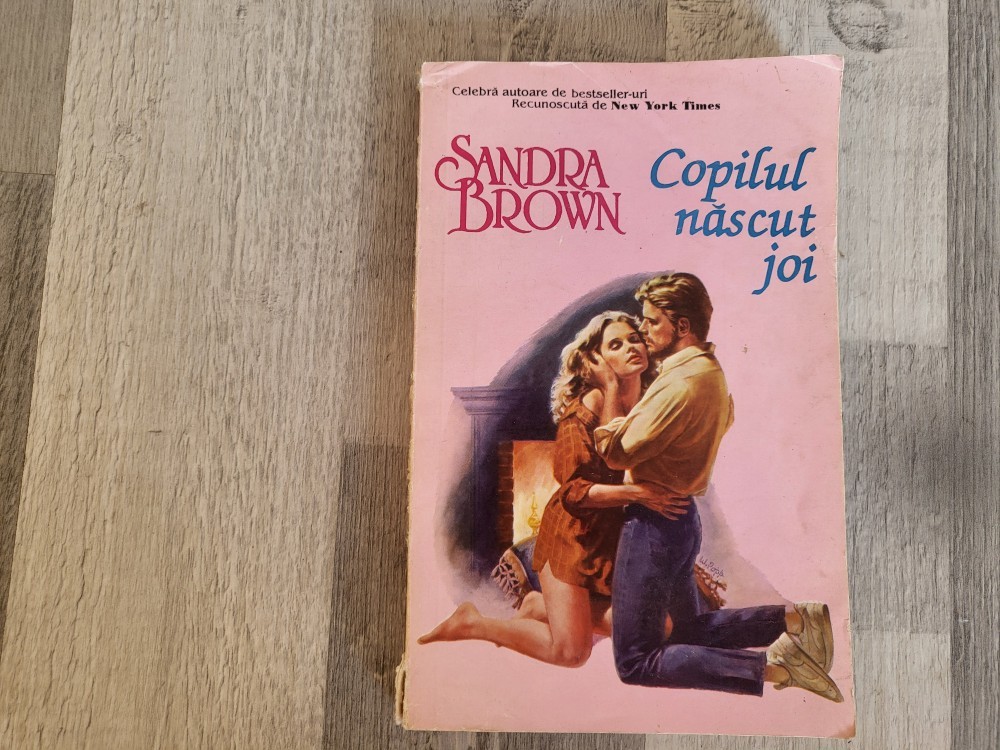 Celebră autoare de bestseller-uri
Recunoscută de New York Times
SANDRA
BROWN
Copilul
născut
joi